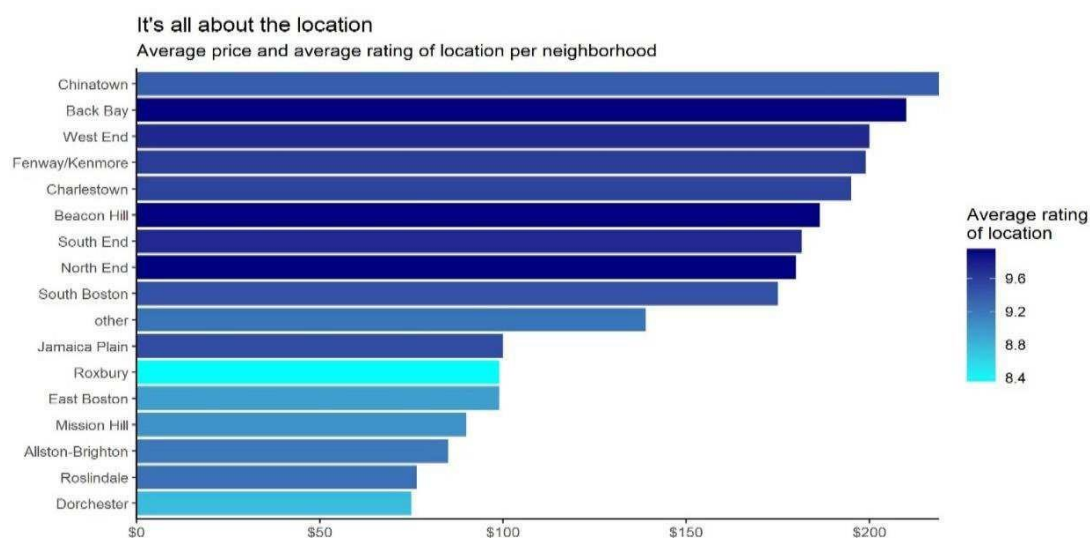 It's all about the location
Average price and average rating of location per neighborhood
Chinatown
Back Bay
West End
Fenway/Kenmore
Charlestown
Beacon Hill
South End
North End
South Boston
other
Jamaica Plain
Roxbury
East Boston
Mission Hill
Allston-Brighton
Roslindale
Dorchester
$0 $50 $100 $150 $200
Average rating
of location
9.6
9.2
8.8
8.4